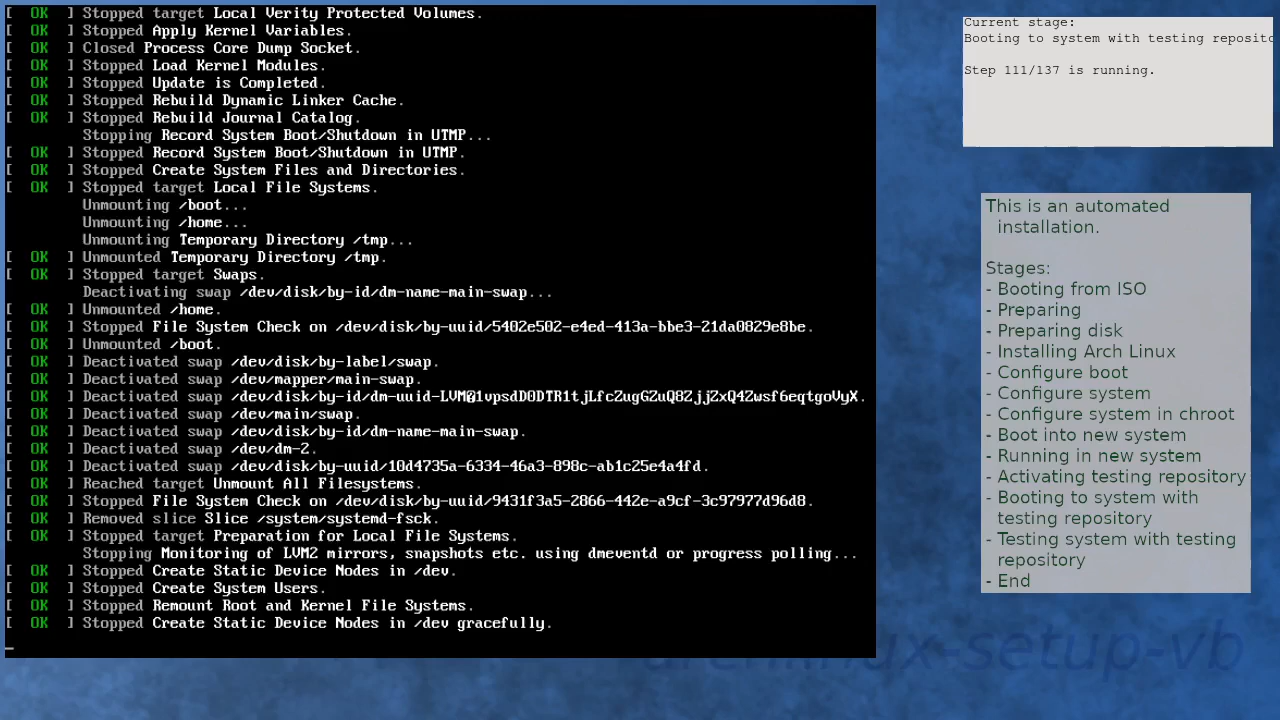 [  OK  ] Stopped target Local Verity Protected Volumes.
[  OK  ] Stopped Apply Kernel Variables.
[  OK  ] Closed Process Core Dump Socket.
[  OK  ] Stopped Load Kernel Modules.
[  OK  ] Stopped Update is Completed.
[  OK  ] Stopped Rebuild Dynamic Linker Cache.
[  OK  ] Stopped Rebuild Journal Catalog.
Stopping Record System Boot/Shutdown in UTMP...
[  OK  ] Stopped Record System Boot/Shutdown in UTMP.
[  OK  ] Stopped Create System Files and Directories.
[  OK  ] Stopped target Local File Systems.
Unmounting /boot...
Unmounting /home...
Unmounting Temporary Directory /tmp...
[  OK  ] Unmounted Temporary Directory /tmp.
[  OK  ] Stopped target Swaps.
Deactivating swap /dev/disk/by-id/dm-name-main-swap...
[  OK  ] Unmounted /home.
[  OK  ] Stopped File System Check on /dev/disk/by-uuid/5402e502-e4ed-413a-bbe3-21da0829e8be.
[  OK  ] Unmounted /boot.
[  OK  ] Deactivated swap /dev/disk/by-label/swap.
[  OK  ] Deactivated swap /dev/mapper/main-swap.
[  OK  ] Deactivated swap
[  OK  ] Deactivated swap /dev/main/swap.
[  OK  ] Deactivated swap /dev/disk/by-id/dm-name-main-swap.
[  OK  ] Deactivated swap /dev/dm-2.
[  OK  ] Deactivated swap /dev/disk/by-uuid/10d4735a-6334-46a3-898c-ab1c25e4a4fd.
[  OK  ] Reached target Unmount All Filesystems.
[  OK  ] Stopped File System Check on /dev/disk/by-uuid/9431f3a5-2866-442e-a9cf-3c97977d96d8.
[  OK  ] Removed slice Slice /system/systemd-fsck.
[  OK  ] Stopped target Preparation for Local File Systems.
Stopping Monitoring of LVM2 mirrors, snapshots etc. using dmeventd or progress polling...
[  OK  ] Stopped Create Static Device Nodes in /dev.
[  OK  ] Stopped Create System Users.
[  OK  ] Stopped Remount Root and Kernel File Systems.
[  OK  ] Stopped Create Static Device Nodes in /dev gracefully.
Current stage:
Booting to system with testing reposito
Step 111/137 is running.
This is an automated
installation.
Stages:
- Booting from ISO
- Preparing
- Preparing disk
- Installing Arch Linux
- Configure boot
- Configure system
- Configure system in chroot
- Boot into new system
- Running in new system
- Activating testing repository
- Booting to system with
testing repository
- Testing system with testing
repository
- End